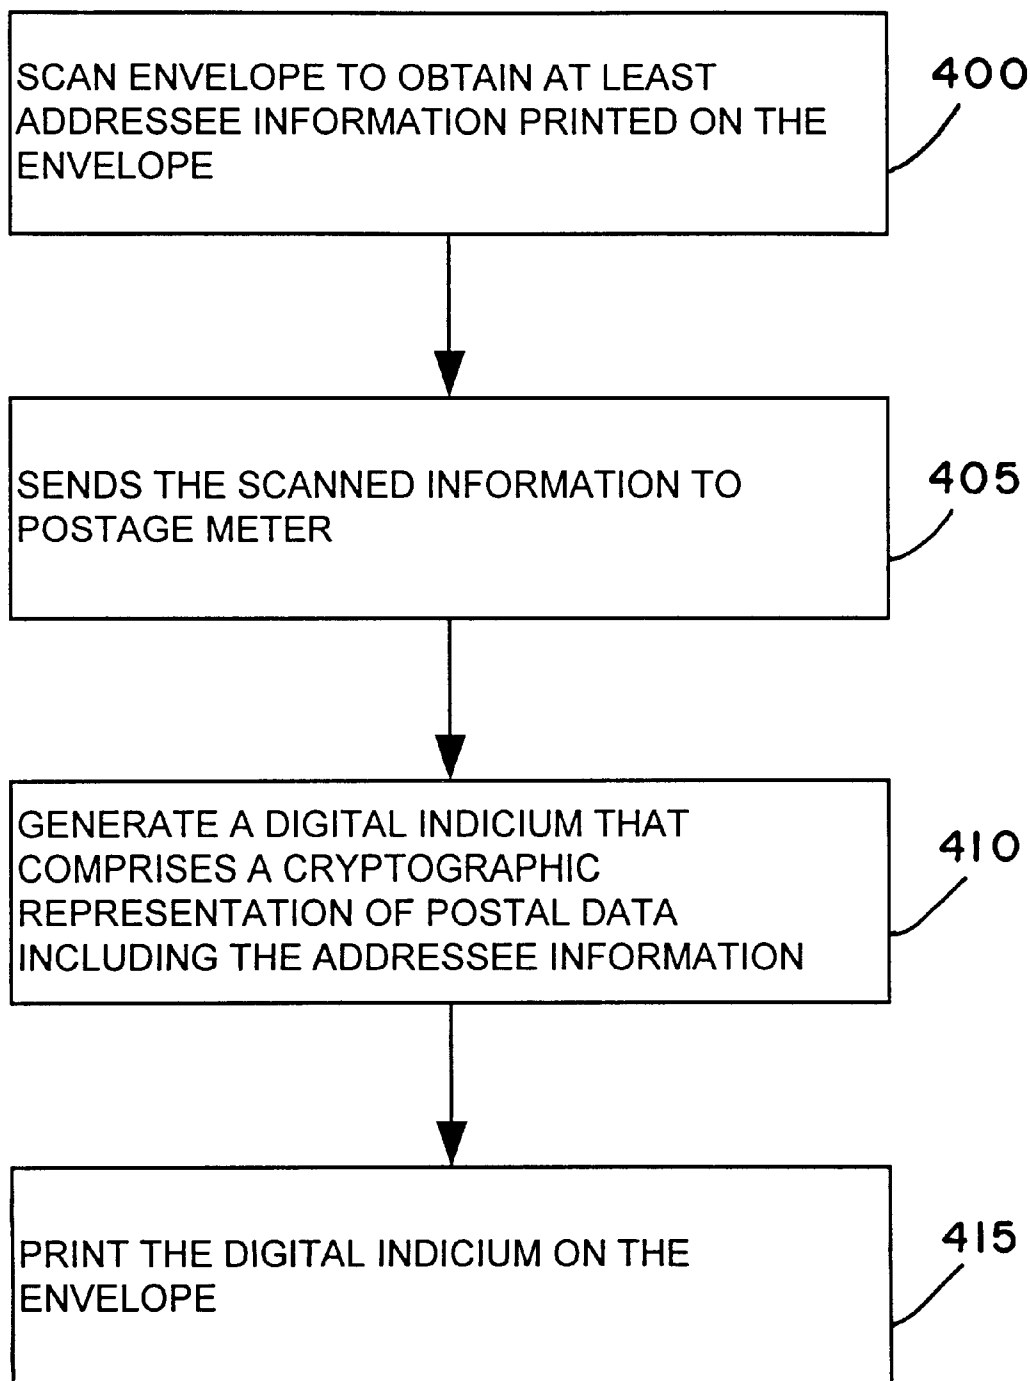 SCAN ENVELOPE TO OBTAIN AT LEAST
ADDRESSEE INFORMATION PRINTED ON THE
ENVELOPE
400
SENDS THE SCANNED INFORMATION TO
POSTAGE METER
405
GENERATE A DIGITAL INDICIUM THAT
COMPRISES A CRYPTOGRAPHIC
REPRESENTATION OF POSTAL DATA
INCLUDING THE ADDRESSEE INFORMATION
410
PRINT THE DIGITAL INDICIUM ON THE
ENVELOPE
415